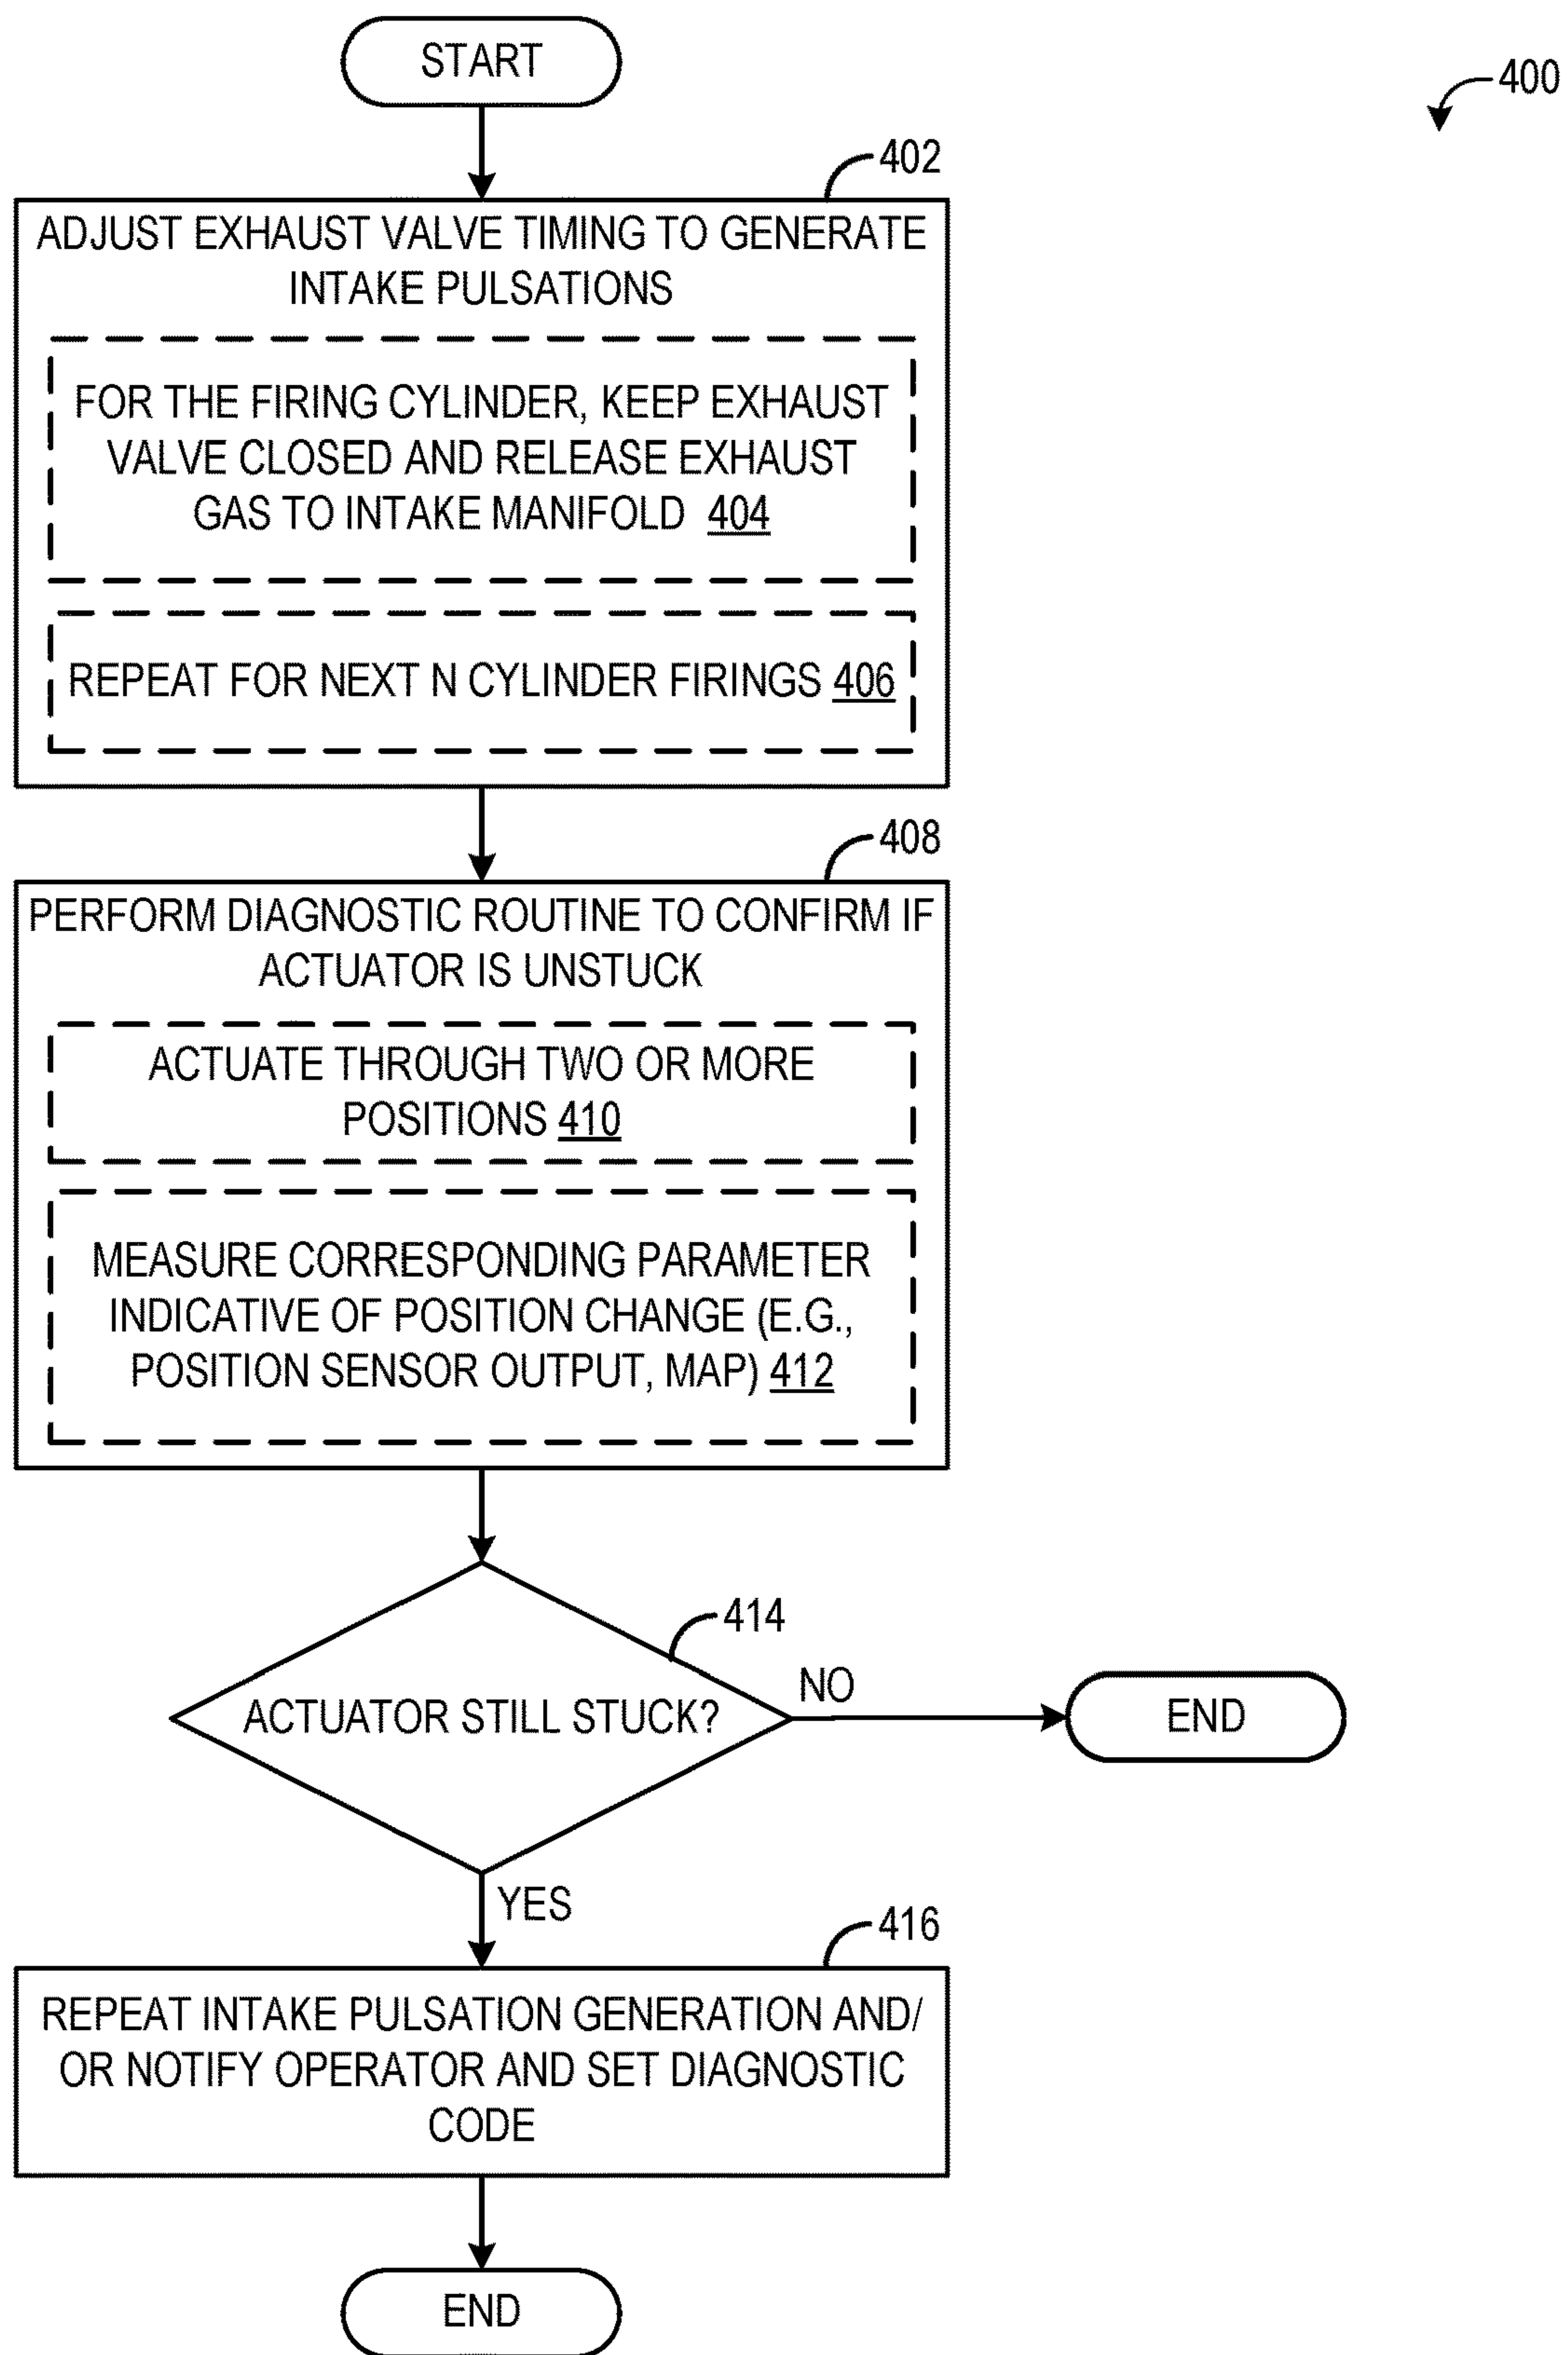 START
400
402
ADJUST EXHAUST VALVE TIMING TO GENERATE
INTAKE PULSATIONS
FOR THE FIRING CYLINDER, KEEP EXHAUST
VALVE CLOSED AND RELEASE EXHAUST
GAS TO INTAKE MANIFOLD 404
REPEAT FOR NEXT N CYLINDER FIRINGS 406
408
PERFORM DIAGNOSTIC ROUTINE TO CONFIRM IF
ACTUATOR IS UNSTUCK
ACTUATE THROUGH TWO OR MORE
POSITIONS 410
MEASURE CORRESPONDING PARAMETER
INDICATIVE OF POSITION CHANGE (E.G.,
POSITION SENSOR OUTPUT, MAP) 412
414
ACTUATOR STILL STUCK?
NO
END
YES
416
REPEAT INTAKE PULSATION GENERATION AND/
OR NOTIFY OPERATOR AND SET DIAGNOSTIC
CODE
END